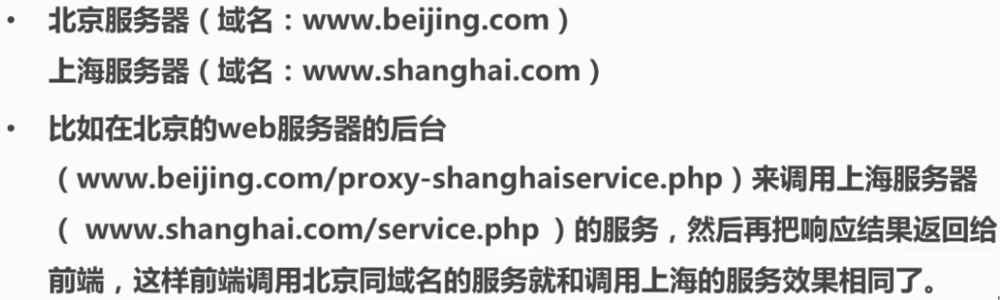 • 北京服务器（域名：www.beijing.com）
上海服务器（域名：www.shanghai.com）
• 比如在北京的web服务器的后台
（www.beijing.com/proxy-shanghaiservice.php）来调用上海服务器
（ www.shanghai.com/service.php ）的服务，然后再把响应结果返回给
前端，这样前端调用北京同域名的服务就和调用上海的服务效果相同了。